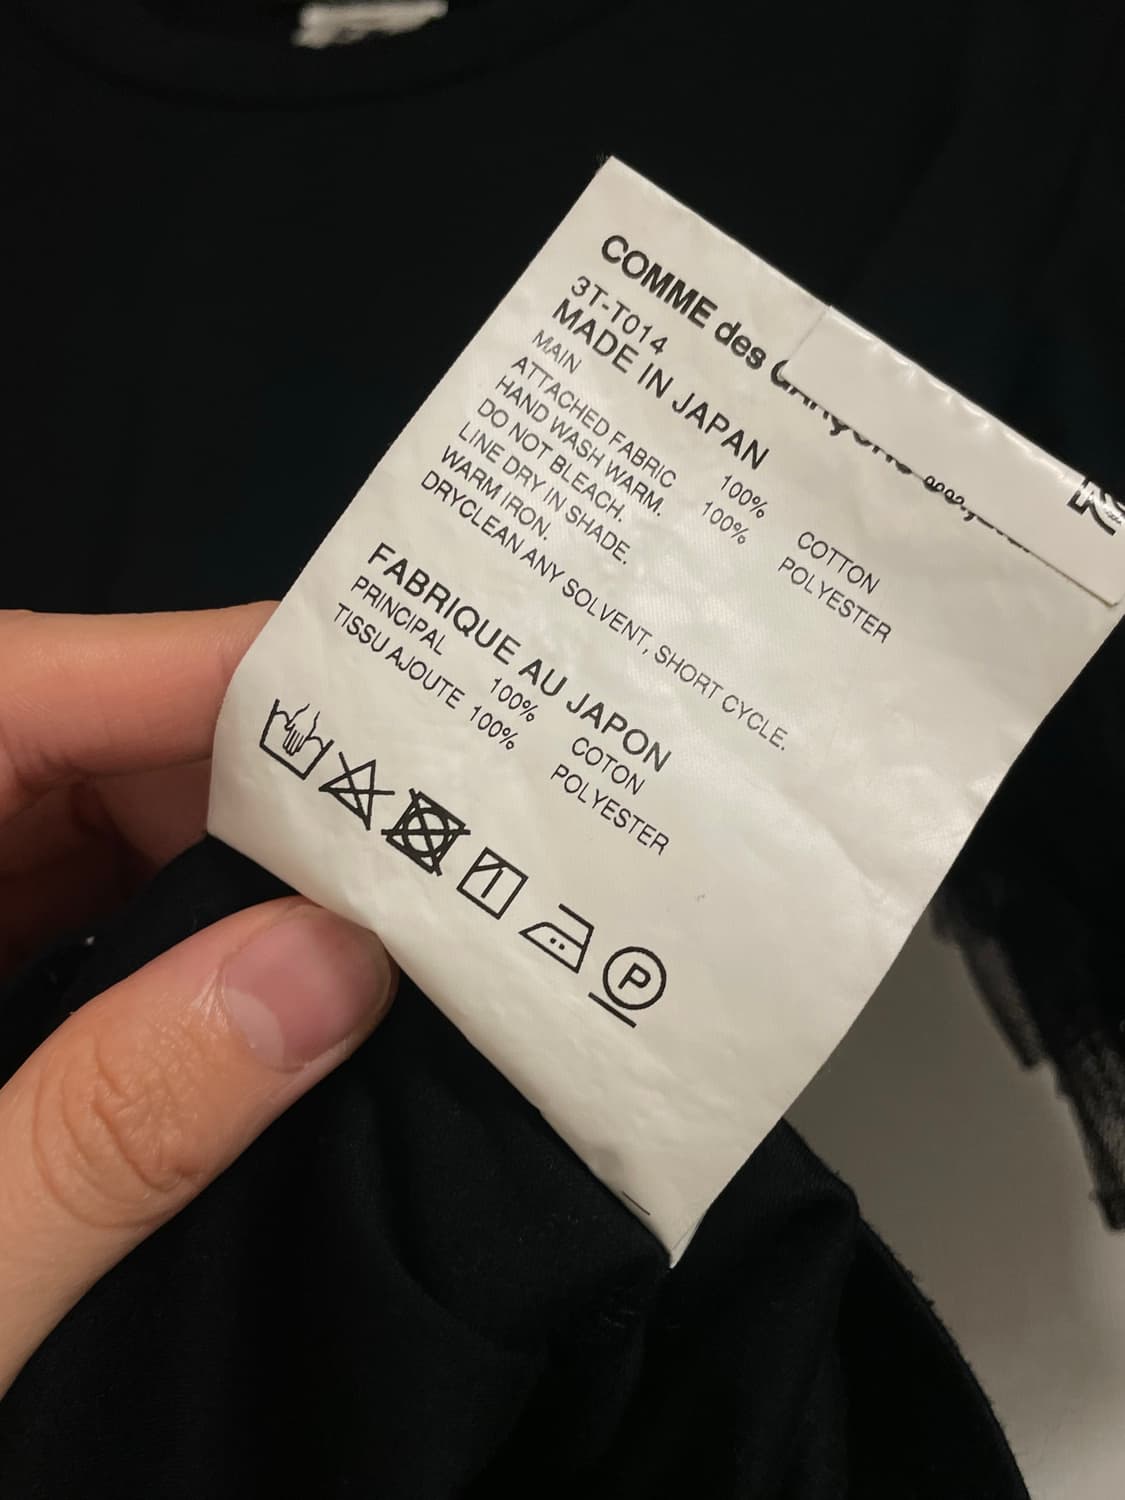 COMME des GARÇONS
3T-T014
MADE IN JAPAN
MAIN 100% COTTON
ATTACHED FABRIC 100% POLYESTER
HAND WASH WARM.
DO NOT BLEACH.
LINE DRY IN SHADE.
WARM IRON.
DRYCLEAN ANY SOLVENT, SHORT CYCLE.
FABRIQUE AU JAPON
PRINCIPAL 100% COTON
TISSU AJOUTE 100% POLYESTER
P